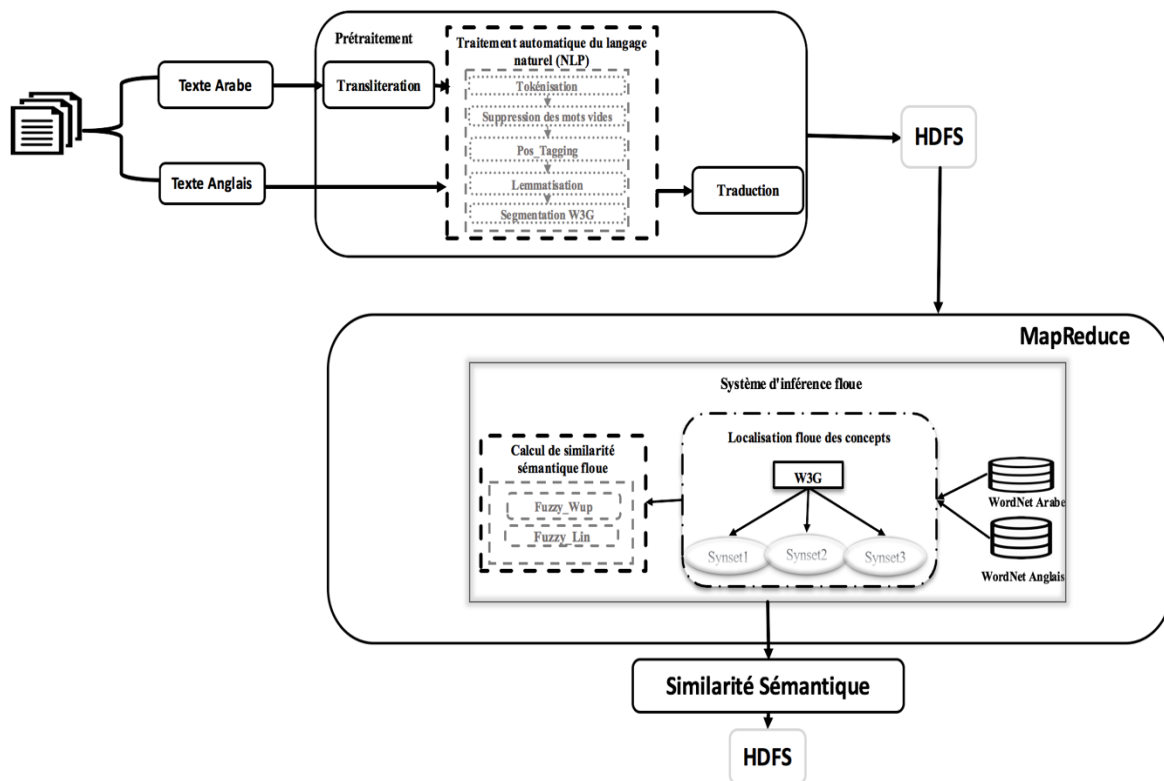 Prétraitement
Traitement automatique du langage
naturel (NLP)
Texte Arabe
Transliteration
Tokénisation
Suppression des mots vides
Pos_Tagging
Lemmatisation
Segmentation W3G
Texte Anglais
Traduction
HDFS
MapReduce
Système d'inférence floue
Localisation floue des concepts
W3G
Synset1
Synset2
Synset3
Calcul de similarité
sémantique floue
Fuzzy_Wup
Fuzzy_Lin
WordNet Arabe
WordNet Anglais
Similarité Sémantique
HDFS